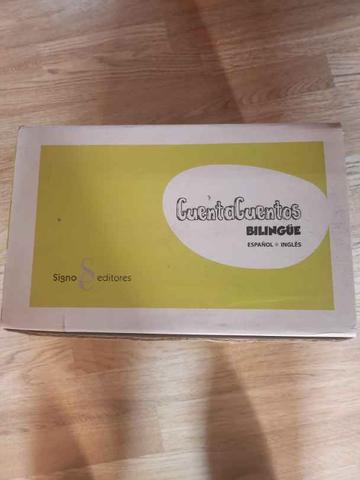 CuentaCuentos
BILINGÜE
ESPAÑOL + INGLÉS
Signo editores